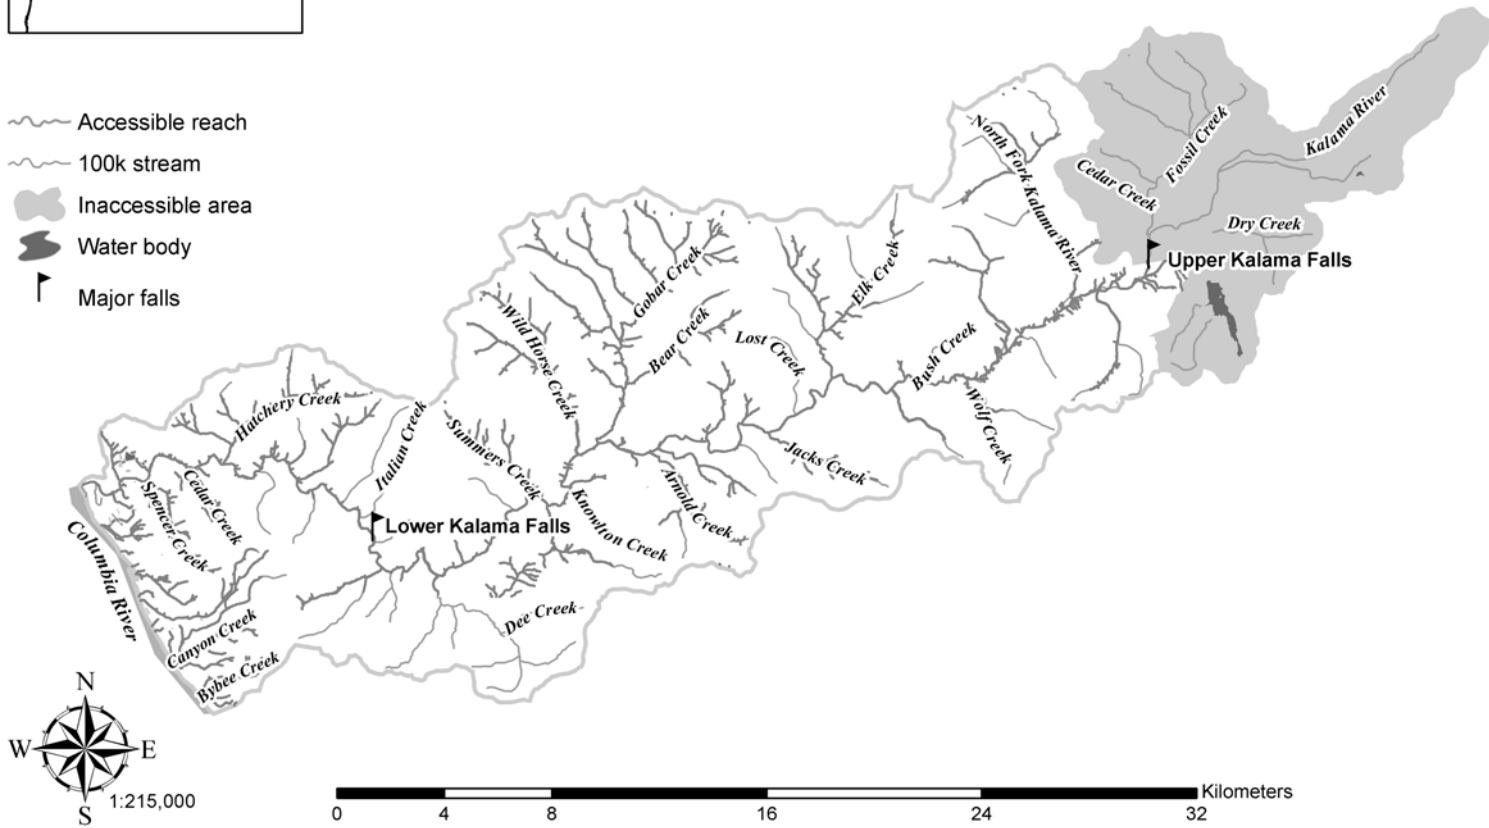 Accessible reach
100k stream
Inaccessible area
Water body
Major falls
Kalama River
Fossil Creek
North Fork Kalama River
Cedar Creek
Dry Creek
Upper Kalama Falls
Gobar Creek
Elk Creek
Wild Horse Creek
Bear Creek
Lost Creek
Bush Creek
Wolf Creek
Hatchery Creek
Italian Creek
Summers Creek
Jacks Creek
Arnold Creek
Knowlton Creek
Cedar Creek
Spencer Creek
Lower Kalama Falls
Columbia River
Dee Creek
Canyon Creek
Bybee Creek
N
W
E
S
1:215,000
Kilometers
0 4 8 16 24 32